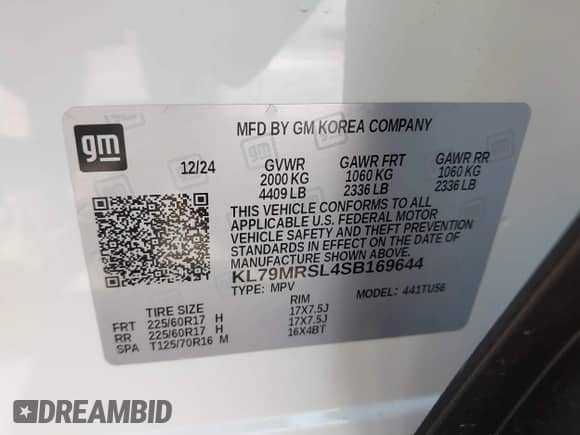 gm
MFD BY GM KOREA COMPANY
12/24 GVWR GAWR FRT GAWR RR
2000 KG 1060 KG 1060 KG
4409 LB 2336 LB 2336 LB
THIS VEHICLE CONFORMS TO ALL
APPLICABLE U.S. FEDERAL MOTOR
VEHICLE SAFETY AND THEFT PREVENTION
STANDARDS IN EFFECT ON THE DATE OF
MANUFACTURE SHOWN ABOVE.
KL79MRSL4SB169644
TYPE: MPV MODEL: 441TU56
TIRE SIZE RIM
FRT 225/60R17 H 17X7.5J
RR 225/60R17 H 17X7.5J
SPA T125/70R16 M 16X4BT
DREAMBID